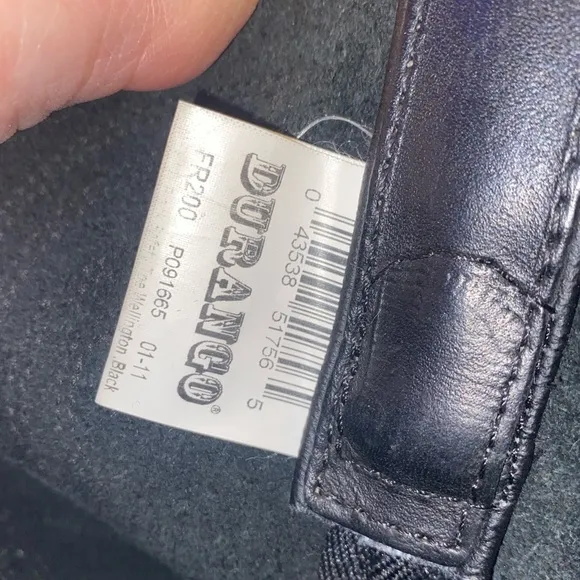 0 43538 51756 5
DURANGO®
FR200 P091665 01-11
Wellington,Black